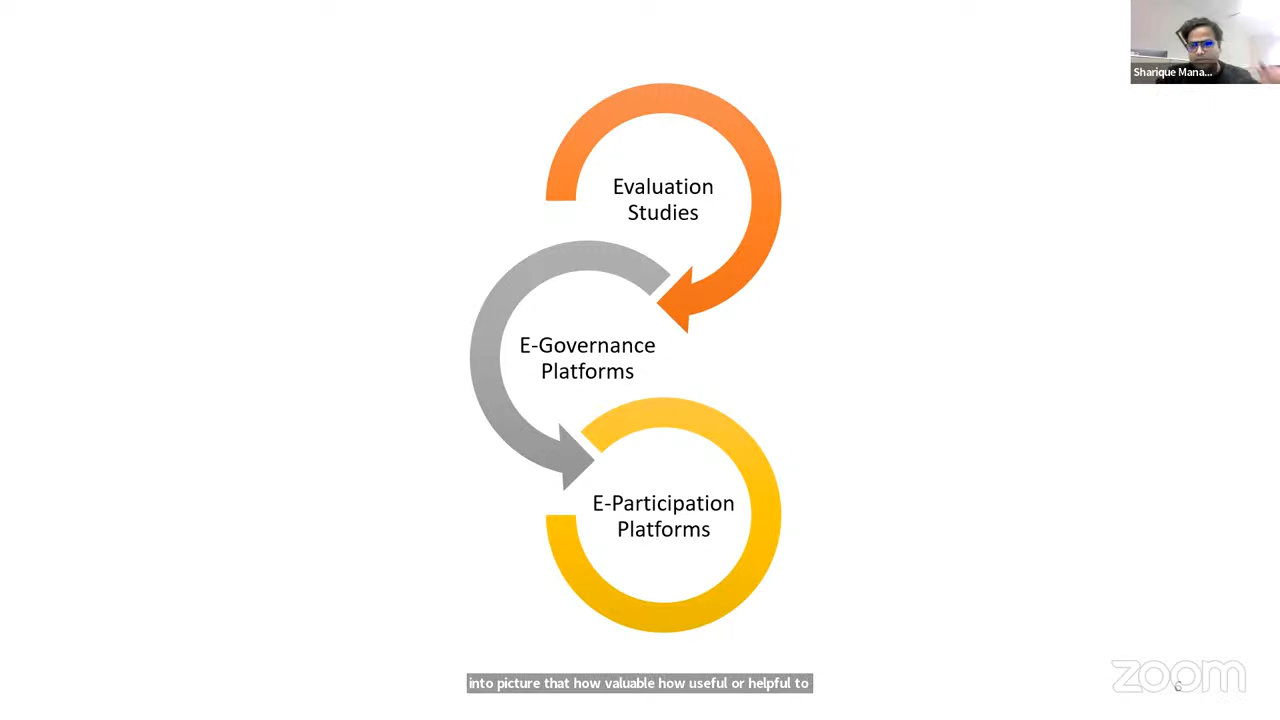 Sharique Mana...
Evaluation
Studies
E-Governance
Platforms
E-Participation
Platforms
into picture that how valuable how useful or helpful to
zoom
6